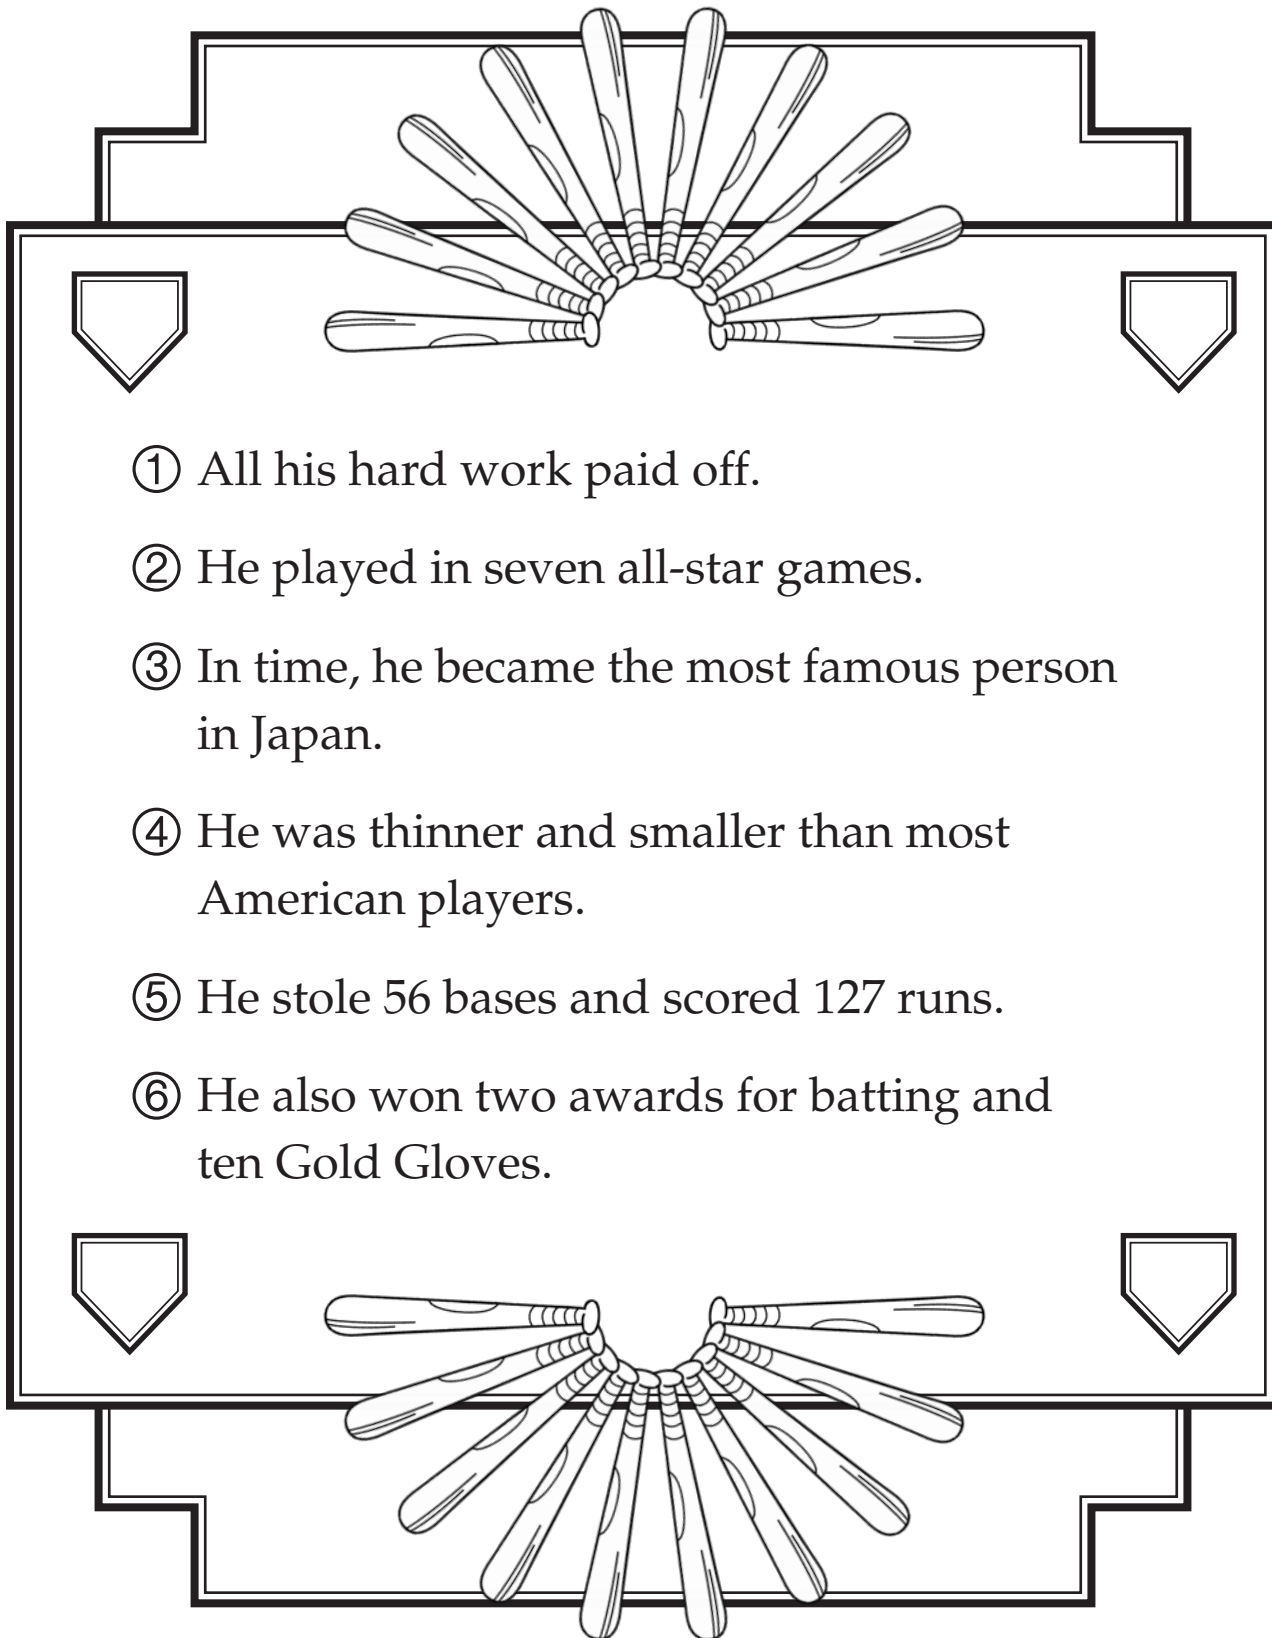 ① All his hard work paid off.
② He played in seven all-star games.
③ In time, he became the most famous person
in Japan.
④ He was thinner and smaller than most
American players.
⑤ He stole 56 bases and scored 127 runs.
⑥ He also won two awards for batting and
ten Gold Gloves.